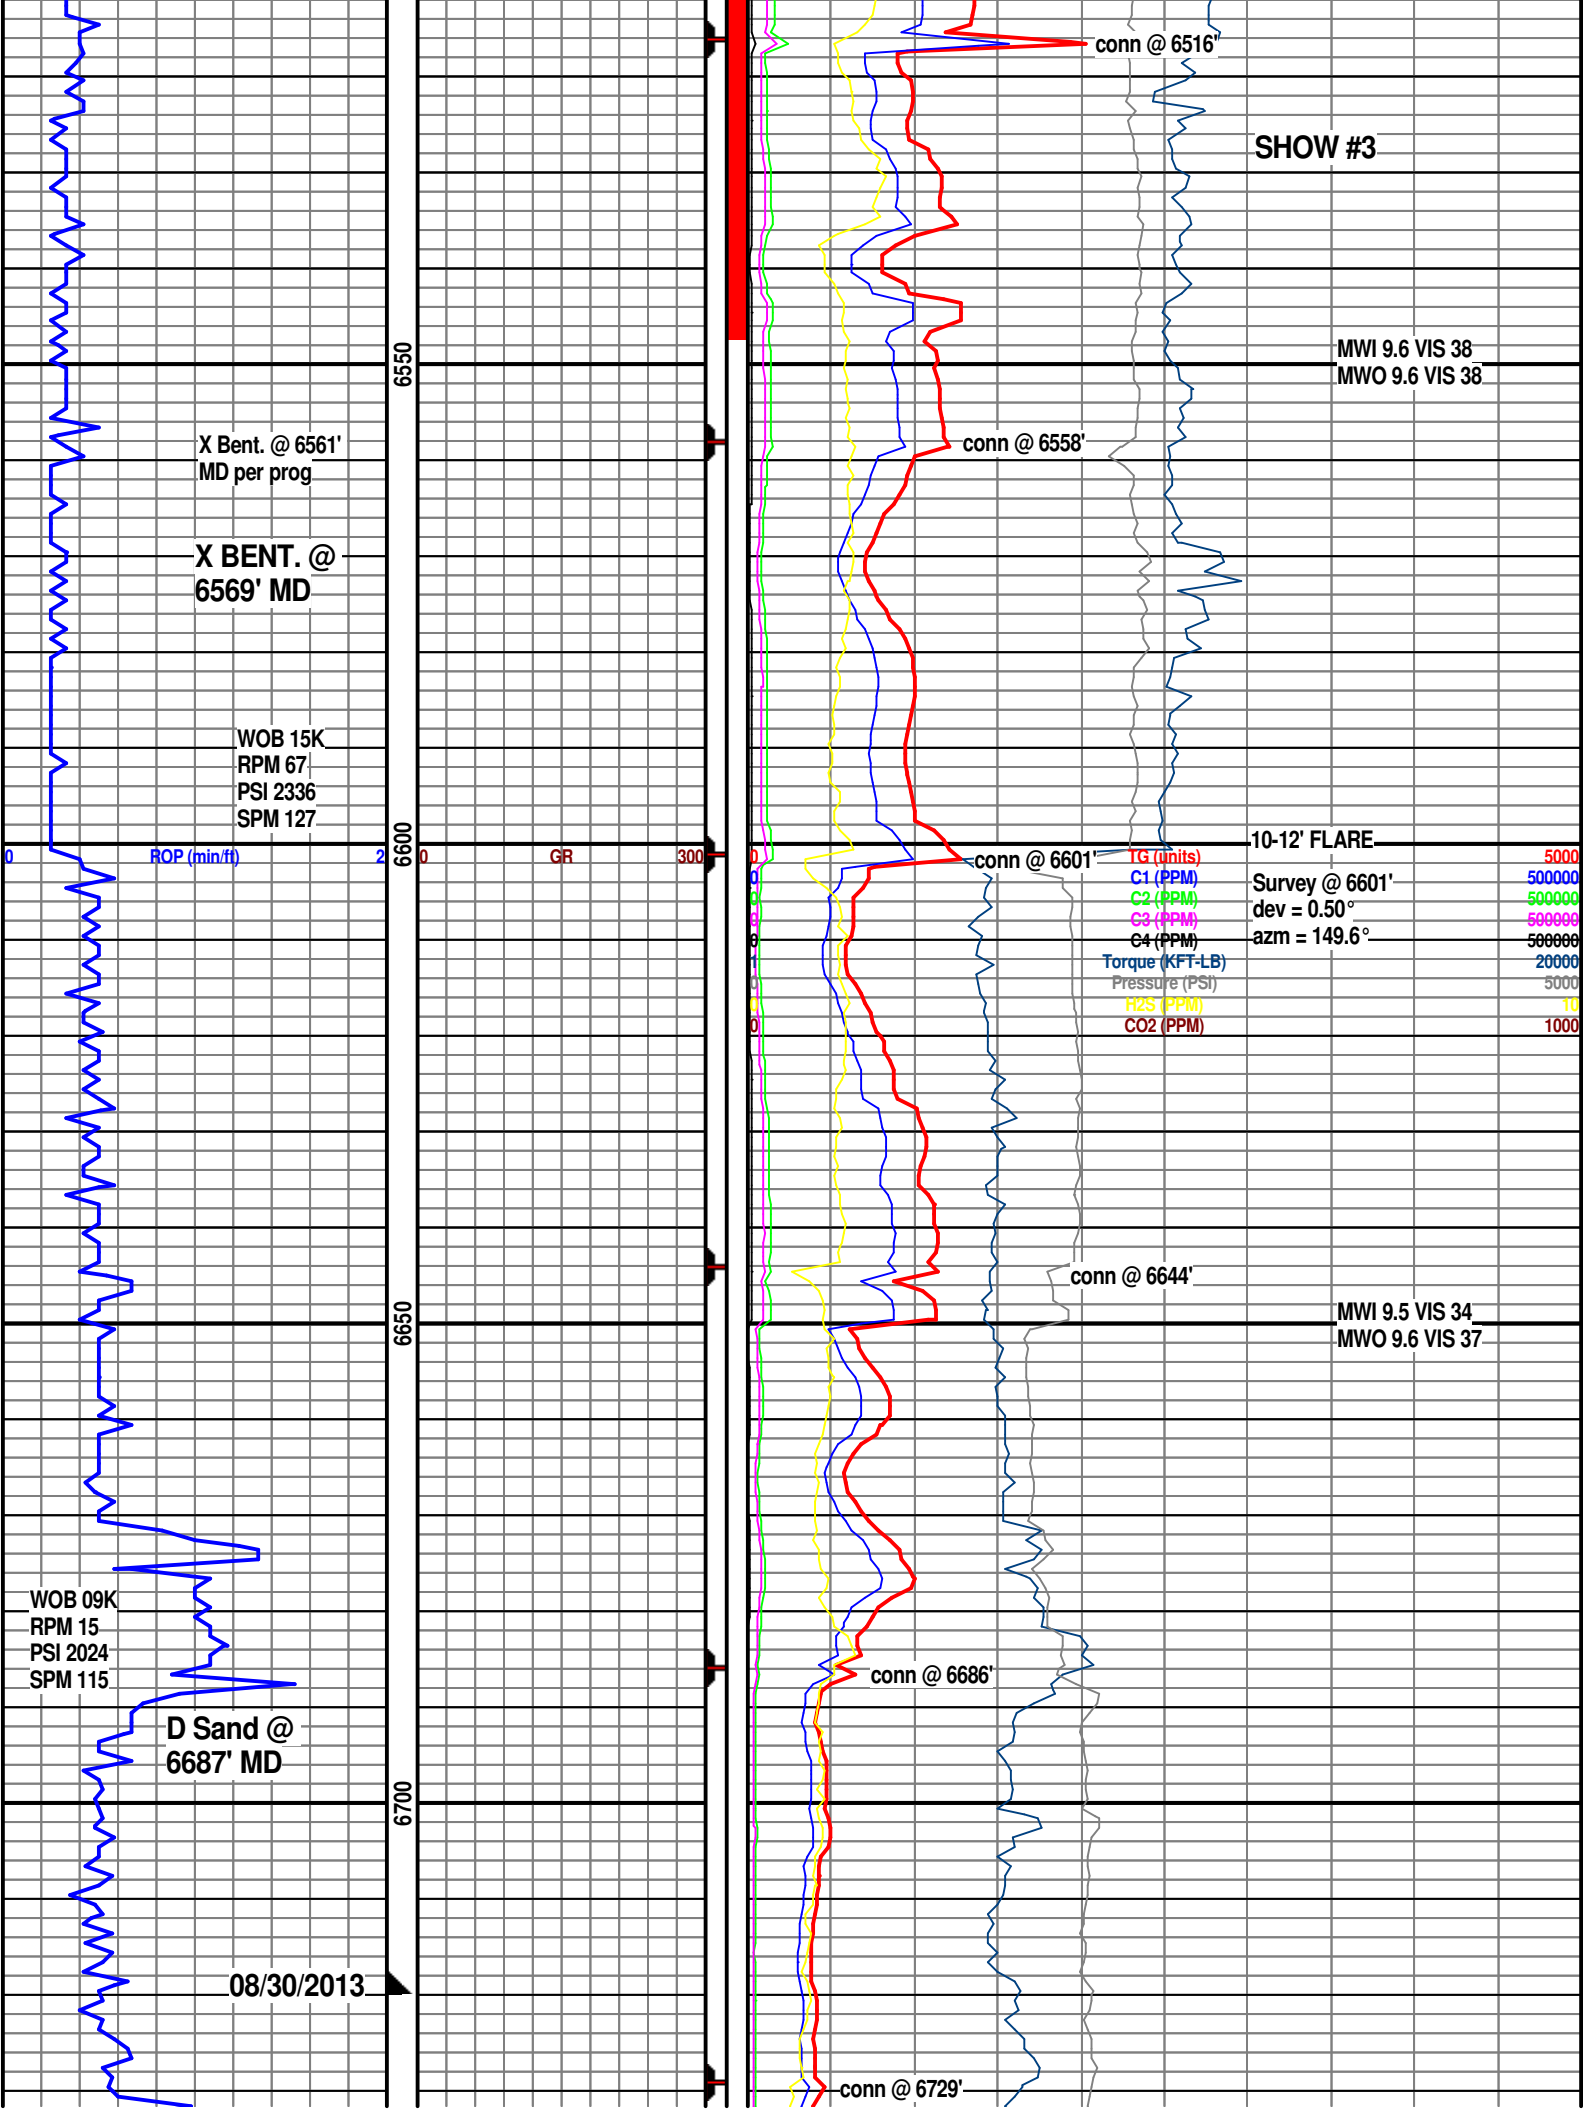 conn @ 6516'
SHOW #3
6550
MWI 9.6 VIS 38
MWO 9.6 VIS 38
X Bent. @ 6561'
MD per prog
conn @ 6558'
X BENT. @
6569' MD
WOB 15K
RPM 67
PSI 2336
SPM 127
6600
10-12' FLARE
0 ROP (min/ft) 2
0 GR 300
conn @ 6601'
0 TG (units) 5000
0 C1 (PPM) 500000
0 C2 (PPM) 500000
0 C3 (PPM) 500000
0 C4 (PPM) 500000
1 Torque (KFT-LB) 20000
0 Pressure (PSI) 5000
0 H2S (PPM) 10
0 CO2 (PPM) 1000
Survey @ 6601'
dev = 0.50°
azm = 149.6°
conn @ 6644'
6650
MWI 9.5 VIS 34
MWO 9.6 VIS 37
WOB 09K
RPM 15
PSI 2024
SPM 115
conn @ 6686'
D Sand @
6687' MD
6700
08/30/2013
conn @ 6729'